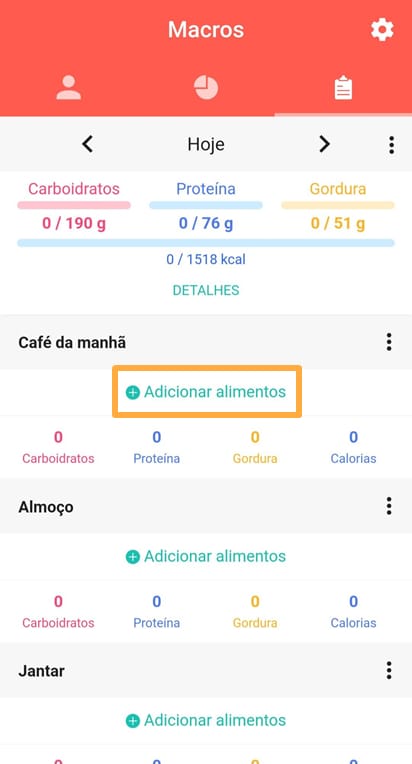 Macros
Hoje
Carboidratos Proteína Gordura
0 / 190 g 0 / 76 g 0 / 51 g
0 / 1518 kcal
DETALHES
Café da manhã
Adicionar alimentos
0 0 0 0
Carboidratos Proteína Gordura Calorias
Almoço
Adicionar alimentos
0 0 0 0
Carboidratos Proteína Gordura Calorias
Jantar
Adicionar alimentos